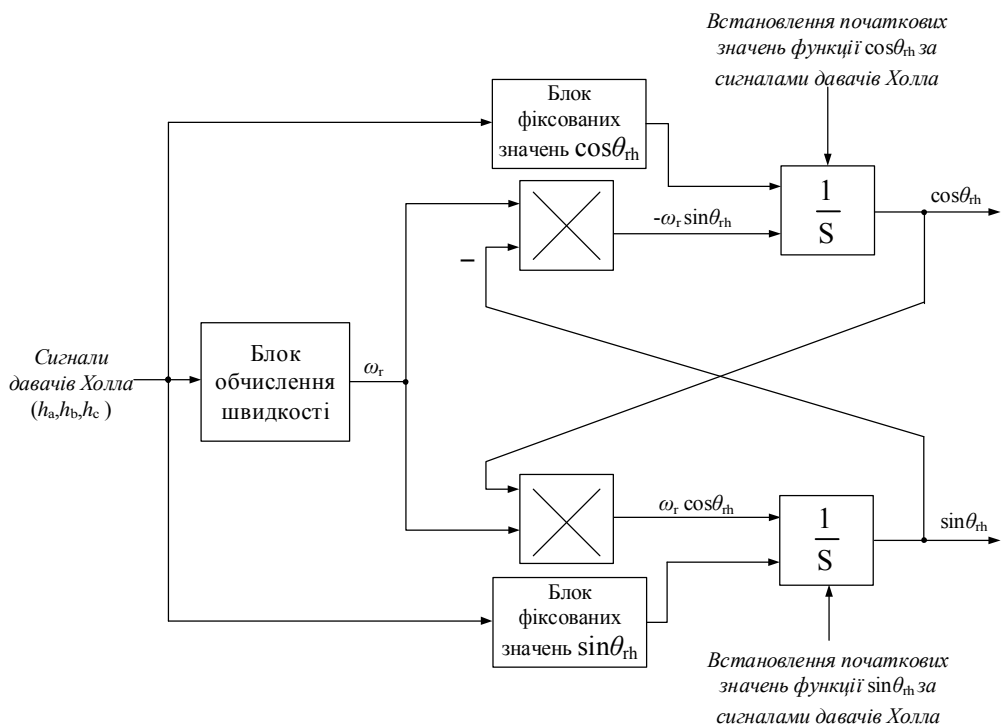 Встановлення початкових
значень функції cosθrh за
сигналами давачів Холла
Блок
фіксованих
значень cosθrh
1
S
cosθrh
-ωr sinθrh
–
Сигнали
давачів Холла
(ha,hb,hc )
Блок
обчислення
швидкості
ωr
ωr cosθrh
1
S
sinθrh
Блок
фіксованих
значень sinθrh
Встановлення початкових
значень функції sinθrh за
сигналами давачів Холла